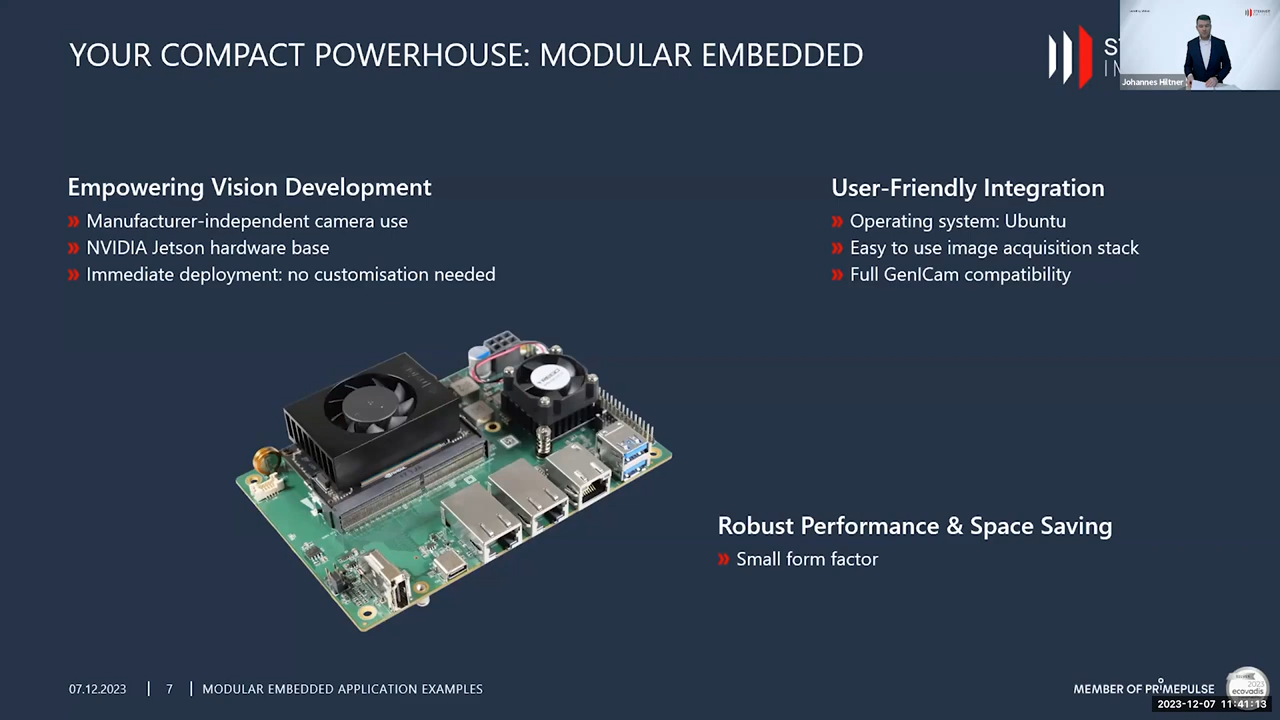 YOUR COMPACT POWERHOUSE: MODULAR EMBEDDED
Johannes Hiltner
Empowering Vision Development
» Manufacturer-independent camera use
» NVIDIA Jetson hardware base
» Immediate deployment: no customisation needed
User-Friendly Integration
» Operating system: Ubuntu
» Easy to use image acquisition stack
» Full GenICam compatibility
Robust Performance & Space Saving
» Small form factor
07.12.2023 | 7 | MODULAR EMBEDDED APPLICATION EXAMPLES
MEMBER OF PRIMEPULSE
2023
ecovadis
2023-12-07 11:41:13